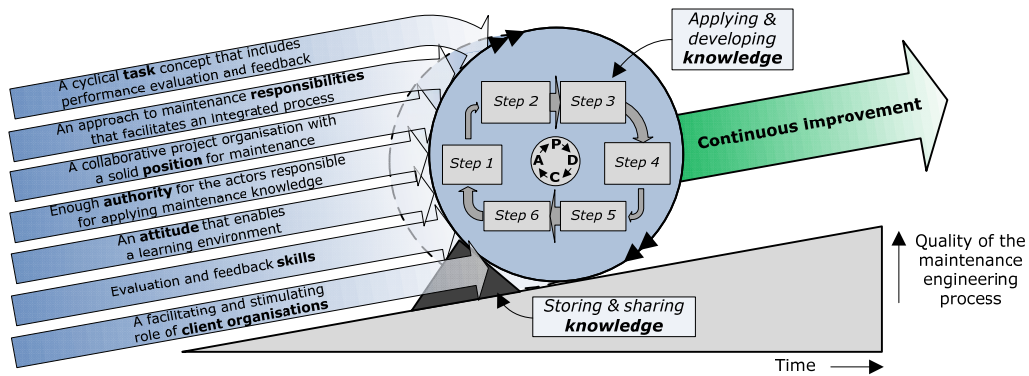 A cyclical task concept that includes
performance evaluation and feedback
An approach to maintenance responsibilities
that facilitates an integrated process
A collaborative project organisation with
a solid position for maintenance
Enough authority for the actors responsible
for applying maintenance knowledge
An attitude that enables
a learning environment
Evaluation and feedback skills
A facilitating and stimulating
role of client organisations
Applying &
developing
knowledge
Step 2
Step 3
Step 1
Step 4
Step 6
Step 5
P
A D
C
Continuous improvement
Storing & sharing
knowledge
Quality of the
maintenance
engineering
process
Time